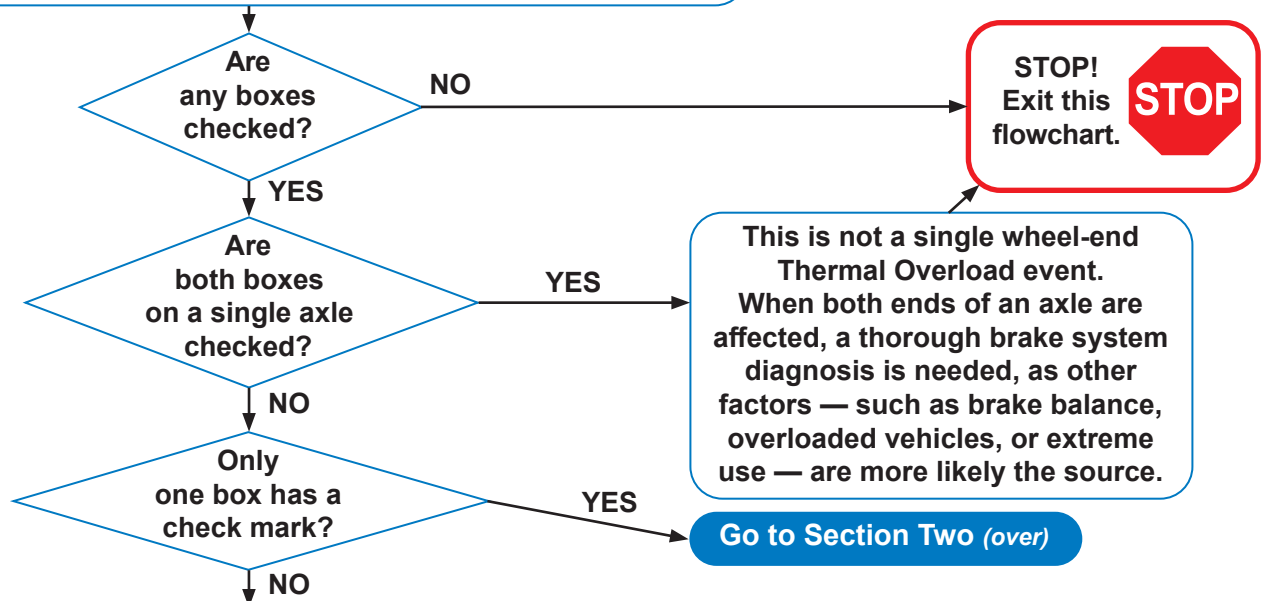 Are
any boxes
checked?
NO
STOP!
Exit this
flowchart.
STOP
YES
Are
both boxes
on a single axle
checked?
YES
This is not a single wheel-end
Thermal Overload event.
When both ends of an axle are
affected, a thorough brake system
diagnosis is needed, as other
factors — such as brake balance,
overloaded vehicles, or extreme
use — are more likely the source.
NO
Only
one box has a
check mark?
YES
Go to Section Two (over)
NO